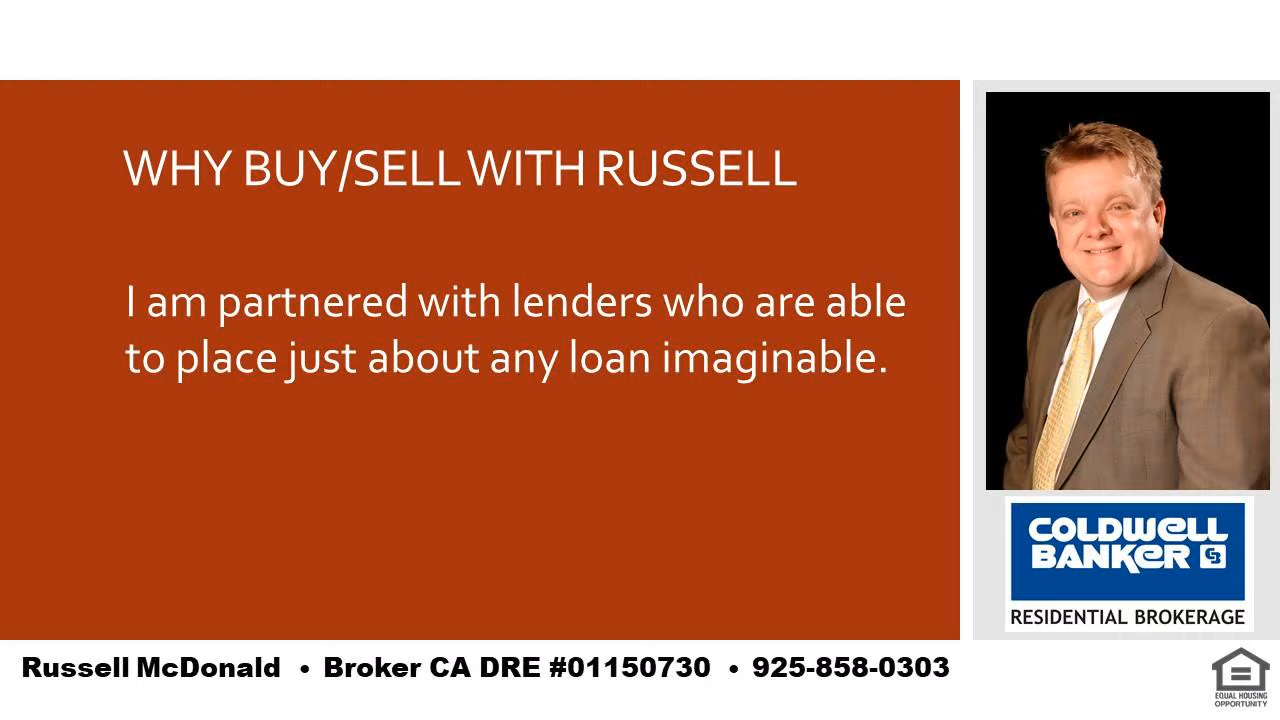 WHY BUY/SELL WITH RUSSELL
I am partnered with lenders who are able
to place just about any loan imaginable.
COLDWELL
BANKER CB
RESIDENTIAL BROKERAGE
Russell McDonald • Broker CA DRE #01150730 • 925-858-0303
EQUAL HOUSING
OPPORTUNITY